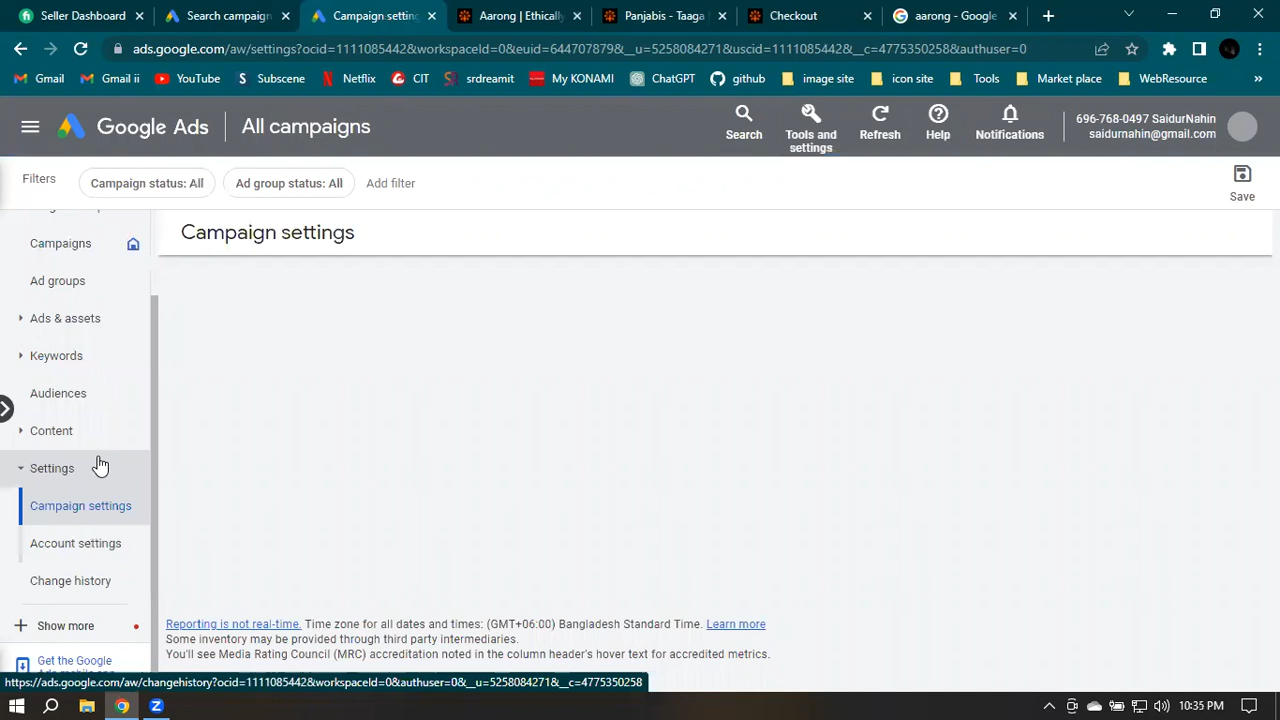 Seller Dashboard
Search campaign
Campaign settin
Aarong | Ethically
Panjabis - Taaga
Checkout
aarong - Google
ads.google.com/aw/settings?ocid=1111085442&workspaceId=0&euid=644707879&__u=5258084271&uscid=1111085442&__c=4775350258&authuser=0
Gmail
Gmail ii
YouTube
Subscene
Netflix
CIT
srdreamit
My KONAMI
ChatGPT
github
image site
icon site
Tools
Market place
WebResource
»
Google Ads
All campaigns
Search
Tools and settings
Refresh
Help
Notifications
696-768-0497 SaidurNahin
saidurnahin@gmail.com
Filters
Campaign status: All
Ad group status: All
Add filter
Save
Campaigns
Ad groups
Ads & assets
Keywords
Audiences
Content
Settings
Campaign settings
Account settings
Change history
Show more
Get the Google
Campaign settings
Reporting is not real-time. Time zone for all dates and times: (GMT+06:00) Bangladesh Standard Time. Learn more
Some inventory may be provided through third party intermediaries.
You'll see Media Rating Council (MRC) accreditation noted in the column header's hover text for accredited metrics.
https://ads.google.com/aw/changehistory?ocid=1111085442&workspaceId=0&authuser=0&__u=5258084271&__c=4775350258
10:35 PM